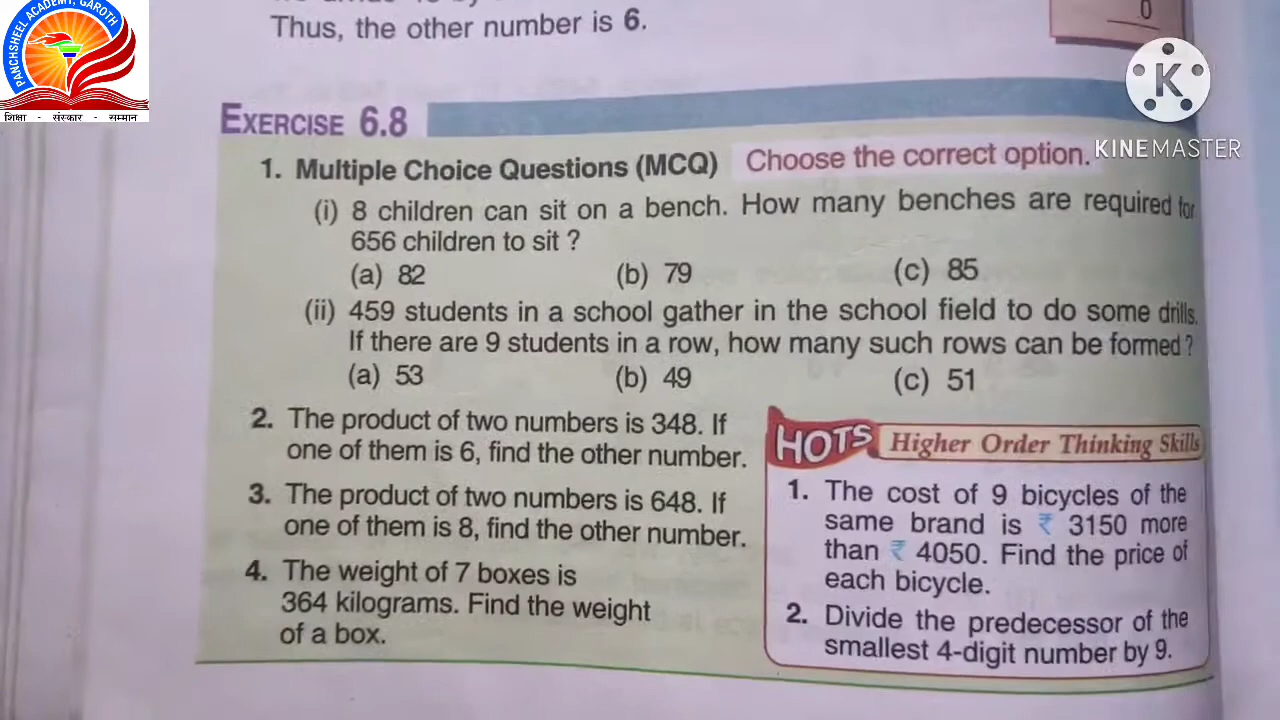 PANCHSHEEL ACADEMY, GAROTH
शिक्षा - संस्कार - सम्मान
Thus, the other number is 6.
0
K
KINEMASTER
EXERCISE 6.8
1. Multiple Choice Questions (MCQ) Choose the correct option.
(i) 8 children can sit on a bench. How many benches are required for
656 children to sit ?
(a) 82 (b) 79 (c) 85
(ii) 459 students in a school gather in the school field to do some drills.
If there are 9 students in a row, how many such rows can be formed ?
(a) 53 (b) 49 (c) 51
2. The product of two numbers is 348. If
one of them is 6, find the other number.
3. The product of two numbers is 648. If
one of them is 8, find the other number.
4. The weight of 7 boxes is
364 kilograms. Find the weight
of a box.
HOTS Higher Order Thinking Skills
1. The cost of 9 bicycles of the
same brand is ₹ 3150 more
than ₹ 4050. Find the price of
each bicycle.
2. Divide the predecessor of the
smallest 4-digit number by 9.